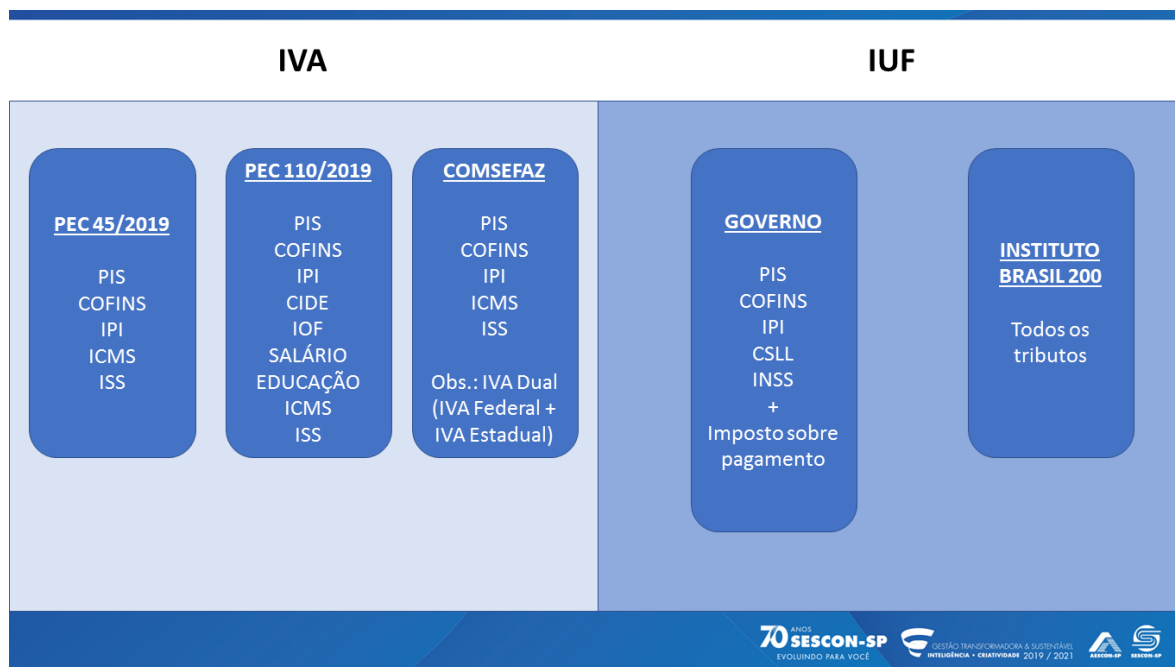 IVA
IUF
PEC 45/2019
PIS
COFINS
IPI
ICMS
ISS
PEC 110/2019
PIS
COFINS
IPI
CIDE
IOF
SALÁRIO
EDUCAÇÃO
ICMS
ISS
COMSEFAZ
PIS
COFINS
IPI
ICMS
ISS
Obs.: IVA Dual
(IVA Federal +
IVA Estadual)
GOVERNO
PIS
COFINS
IPI
CSLL
INSS
+
Imposto sobre
pagamento
INSTITUTO
BRASIL 200
Todos os
tributos
70 ANOS
SESCON-SP
EVOLUINDO PARA VOCÊ
GESTÃO TRANSFORMADORA & SUSTENTÁVEL
INTELIGÊNCIA • CRIATIVIDADE 2019 / 2021
AESCON-SP
SESCON-SP